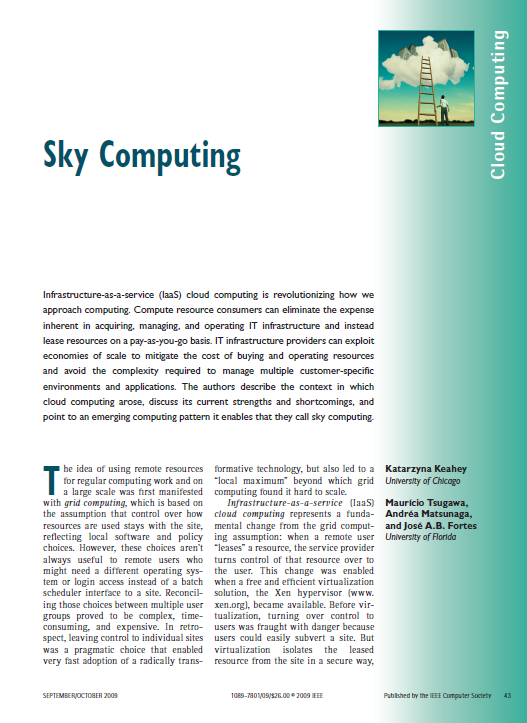 Cloud Computing
Sky Computing
Infrastructure-as-a-service (IaaS) cloud computing is revolutionizing how we
approach computing. Compute resource consumers can eliminate the expense
inherent in acquiring, managing, and operating IT infrastructure and instead
lease resources on a pay-as-you-go basis. IT infrastructure providers can exploit
economies of scale to mitigate the cost of buying and operating resources
and avoid the complexity required to manage multiple customer-specific
environments and applications. The authors describe the context in which
cloud computing arose, discuss its current strengths and shortcomings, and
point to an emerging computing pattern it enables that they call sky computing.
The idea of using remote resources
for regular computing work and on
a large scale was first manifested
with grid computing, which is based on
the assumption that control over how
resources are used stays with the site,
reflecting local software and policy
choices. However, these choices aren't
always useful to remote users who
might need a different operating sys-
tem or login access instead of a batch
scheduler interface to a site. Reconcil-
ing those choices between multiple user
groups proved to be complex, time-
consuming, and expensive. In retro-
spect, leaving control to individual sites
was a pragmatic choice that enabled
very fast adoption of a radically trans-
formative technology, but also led to a
"local maximum" beyond which grid
computing found it hard to scale.
Infrastructure-as-a-service (IaaS)
cloud computing represents a funda-
mental change from the grid comput-
ing assumption: when a remote user
"leases" a resource, the service provider
turns control of that resource over to
the user. This change was enabled
when a free and efficient virtualization
solution, the Xen hypervisor (www.
xen.org), became available. Before vir-
tualization, turning over control to
users was fraught with danger because
users could easily subvert a site. But
virtualization isolates the leased
resource from the site in a secure way,
Katarzyna Keahey
University of Chicago
Maurício Tsugawa,
Andréa Matsunaga,
and José A.B. Fortes
University of Florida
SEPTEMBER/OCTOBER 2009
1089-7801/09/$26.00 © 2009 IEEE
Published by the IEEE Computer Society
43